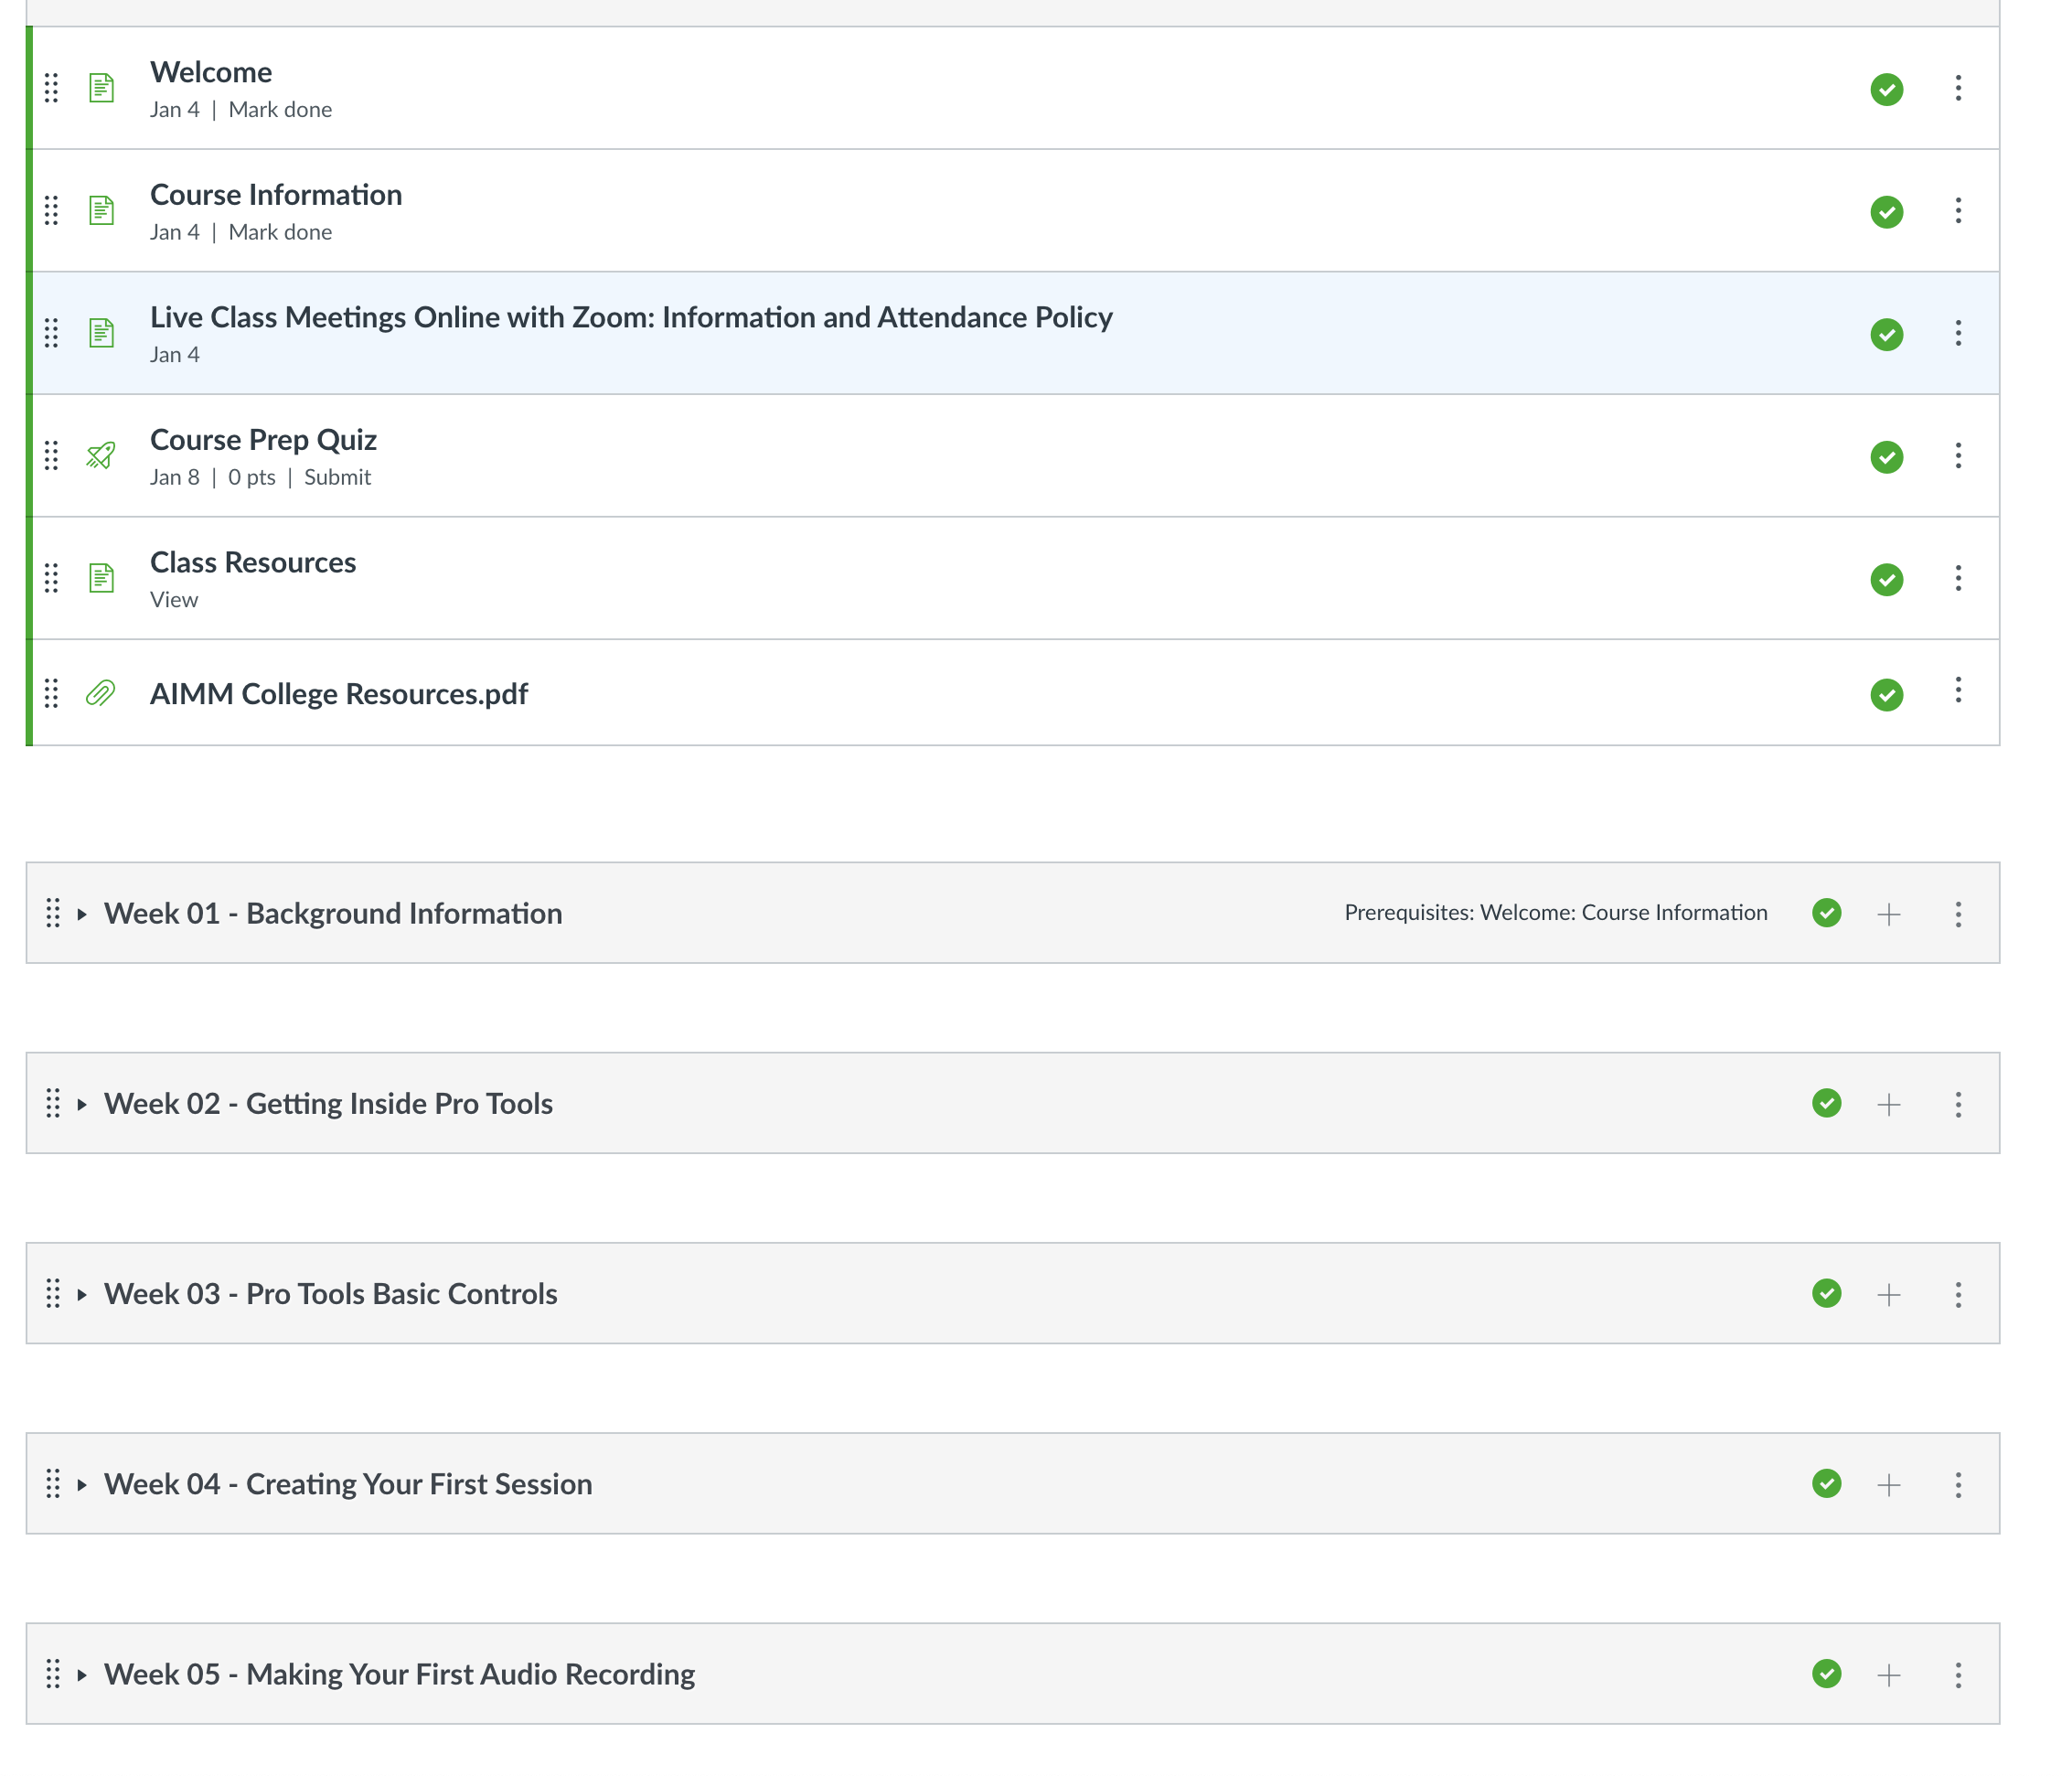 Welcome
Jan 4 | Mark done
Course Information
Jan 4 | Mark done
Live Class Meetings Online with Zoom: Information and Attendance Policy
Jan 4
Course Prep Quiz
Jan 8 | 0 pts | Submit
Class Resources
View
AIMM College Resources.pdf
Week 01 - Background Information
Prerequisites: Welcome: Course Information
Week 02 - Getting Inside Pro Tools
Week 03 - Pro Tools Basic Controls
Week 04 - Creating Your First Session
Week 05 - Making Your First Audio Recording